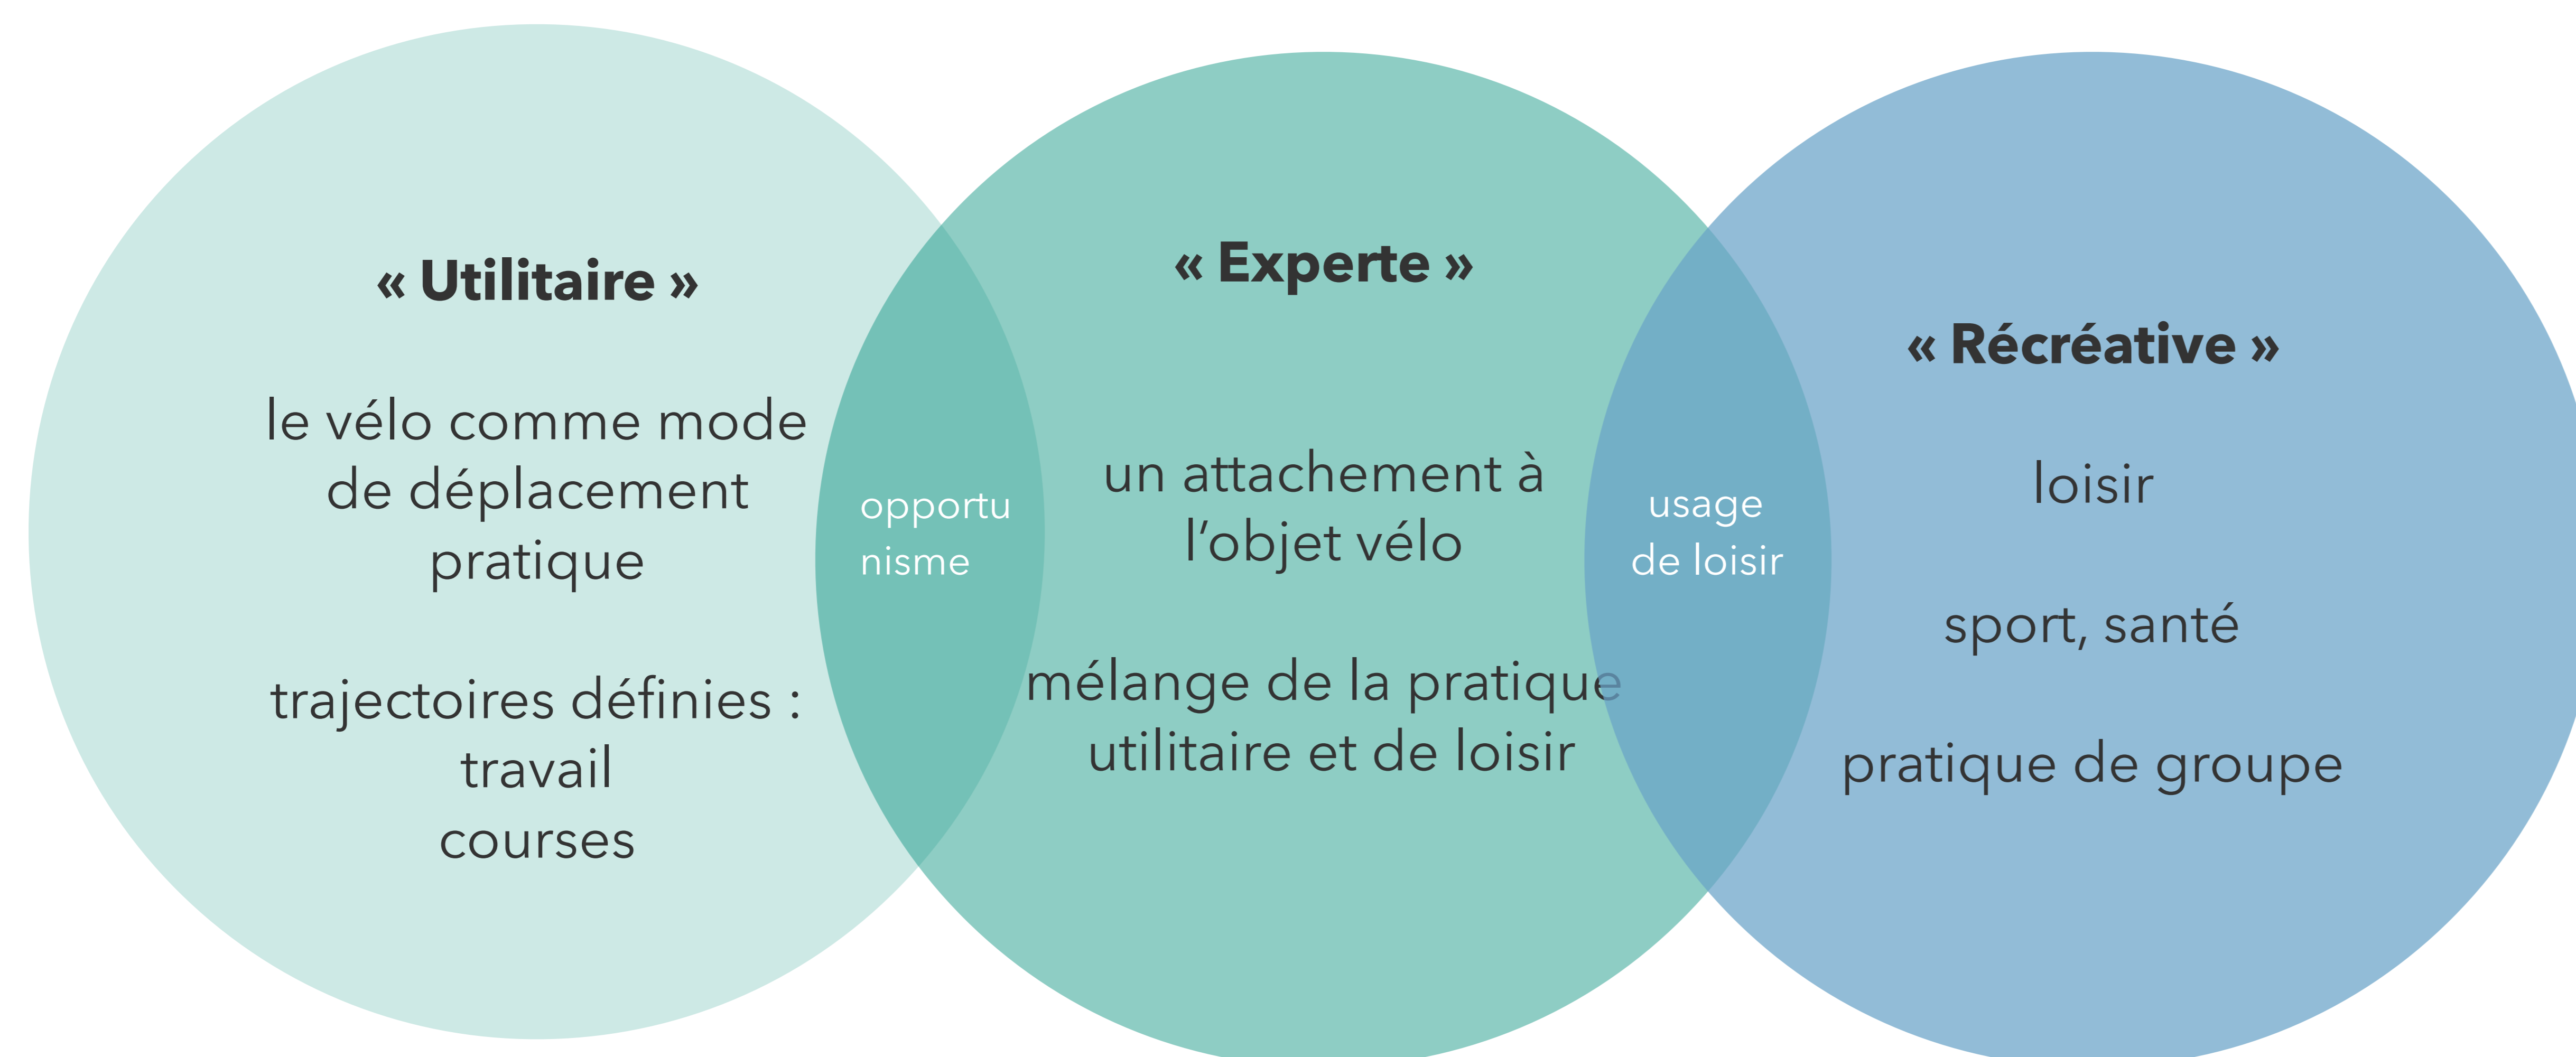 « Utilitaire »
le vélo comme mode
de déplacement
pratique
trajectoires définies :
travail
courses
opportu
nisme
« Experte »
un attachement à
l’objet vélo
mélange de la pratique
utilitaire et de loisir
usage
de loisir
« Récréative »
loisir
sport, santé
pratique de groupe